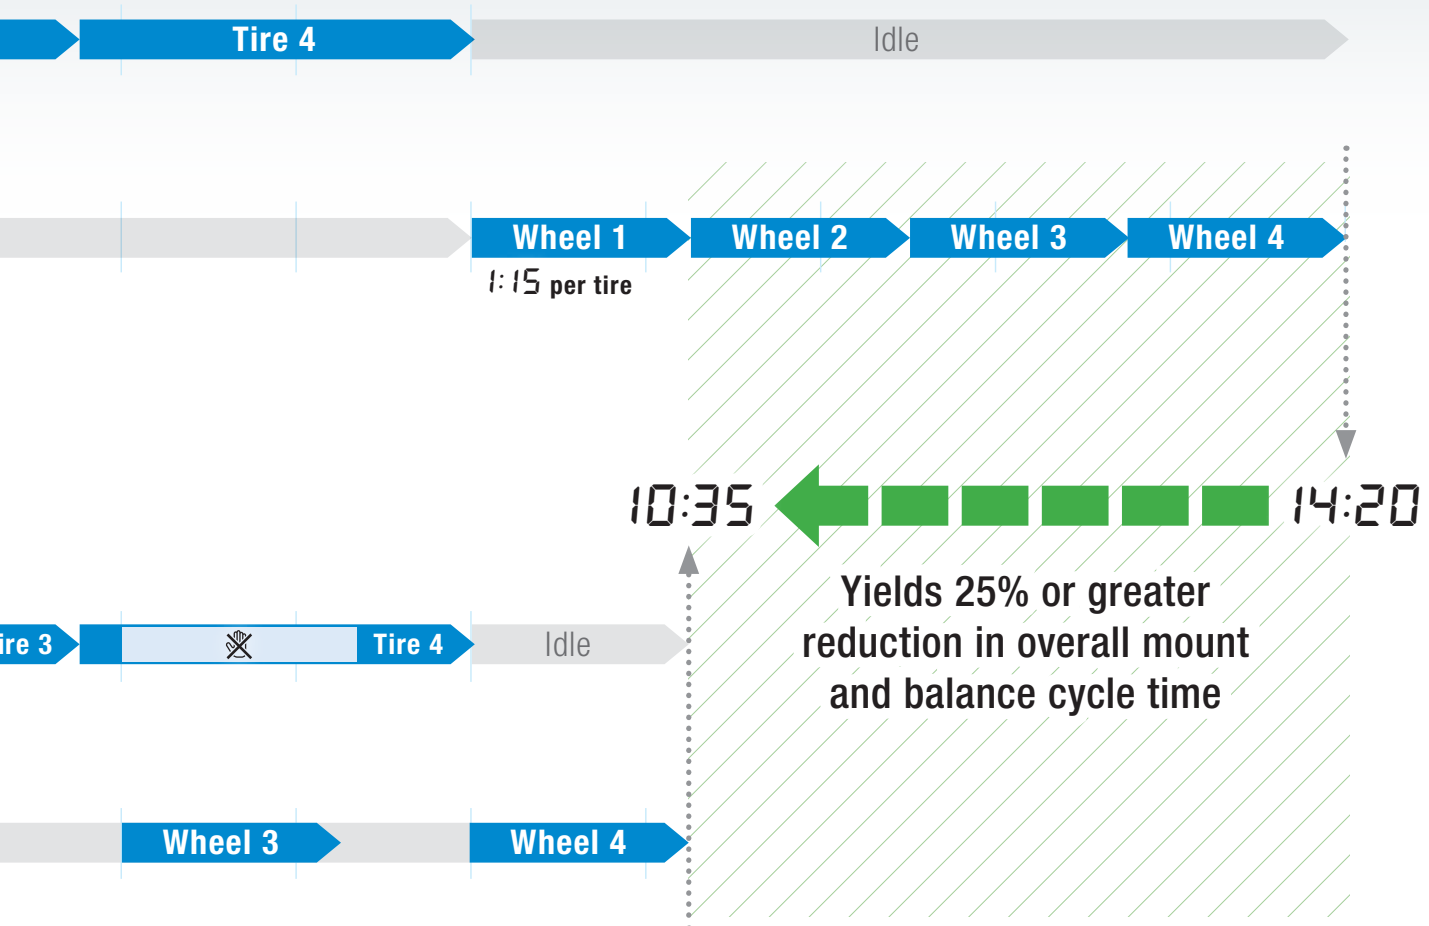 Tire 4
Idle
Wheel 1
Wheel 2
Wheel 3
Wheel 4
1:15 per tire
10:35
14:20
Yields 25% or greater
reduction in overall mount
and balance cycle time
ire 3
Tire 4
Idle
Wheel 3
Wheel 4